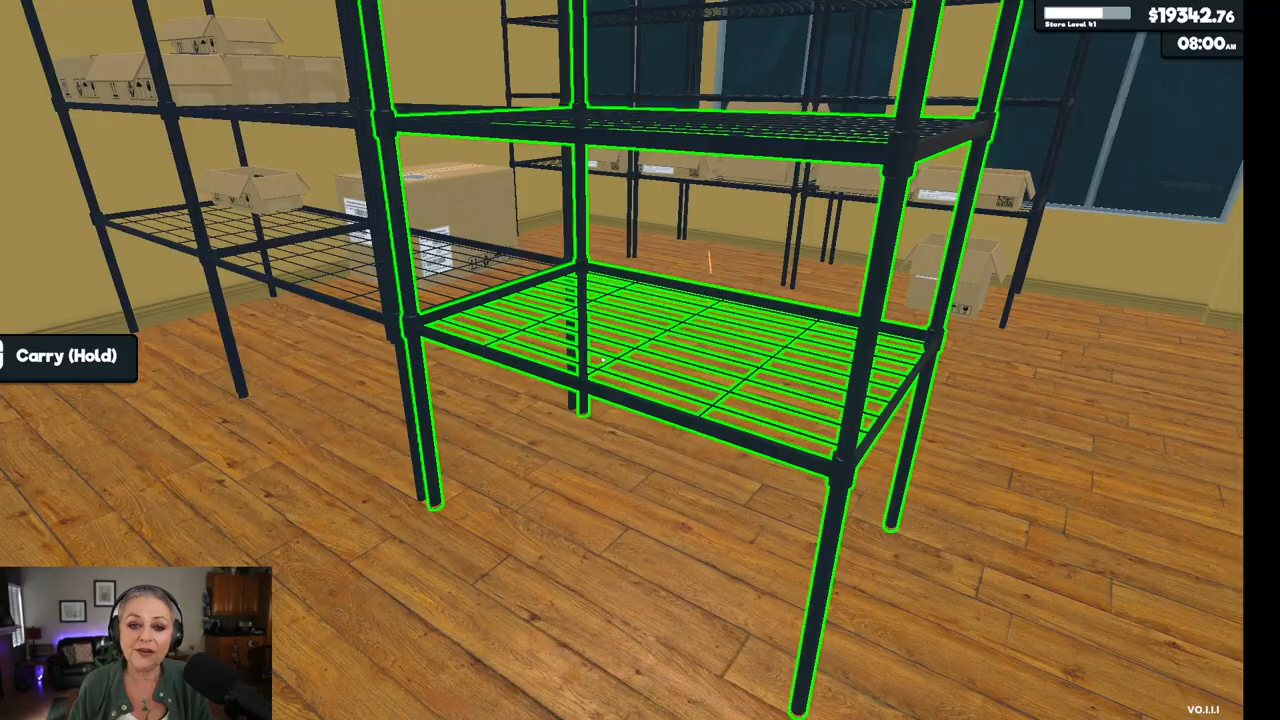 $19342.76
Store Level 41
08:00AM
Carry (Hold)
V0.1.1.1